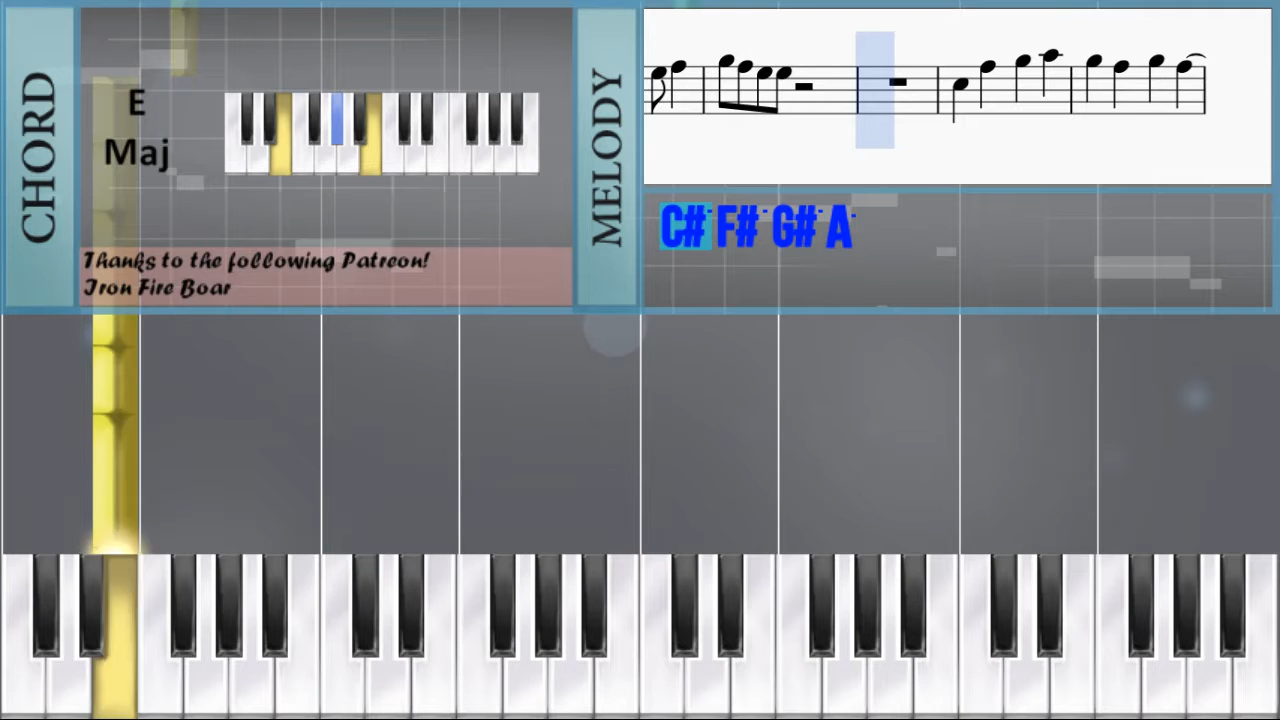 CHORD
E
Maj
Thanks to the following Patreon!
Iron Fire Boar
MELODY
C# F# G# A